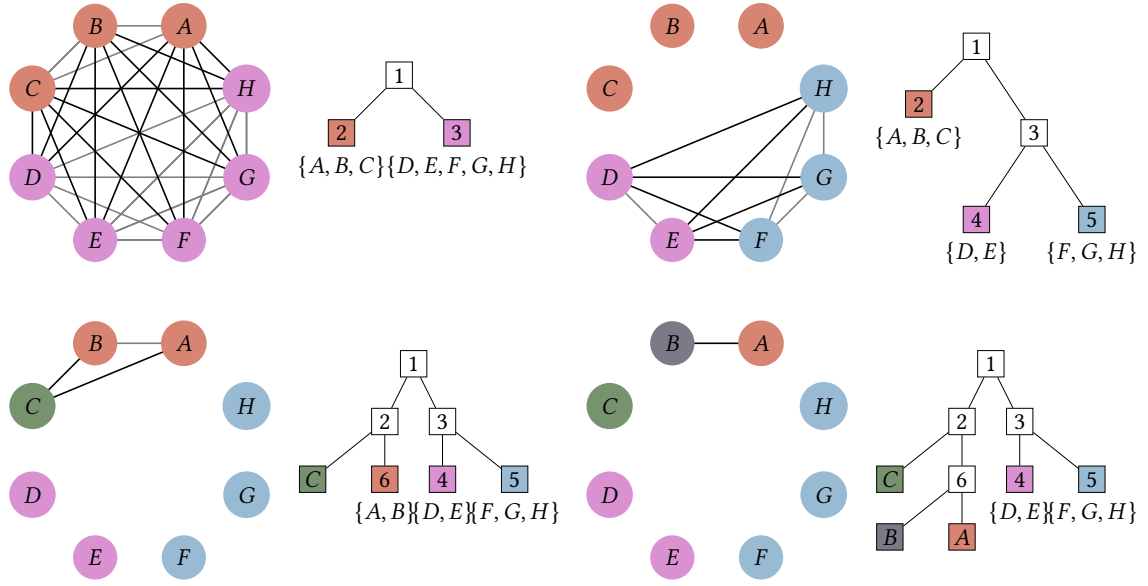 B A
C H
D G
E F
1
2 3
{A, B, C}{D, E, F, G, H}
B A
C H
D G
E F
1
2
{A, B, C}
3
4 5
{D, E} {F, G, H}
B A
C H
D G
E F
1
2 3
C 6 4 5
{A, B}{D, E}{F, G, H}
B A
C H
D G
E F
1
2 3
C 6 4 5
{D, E}{F, G, H}
B A